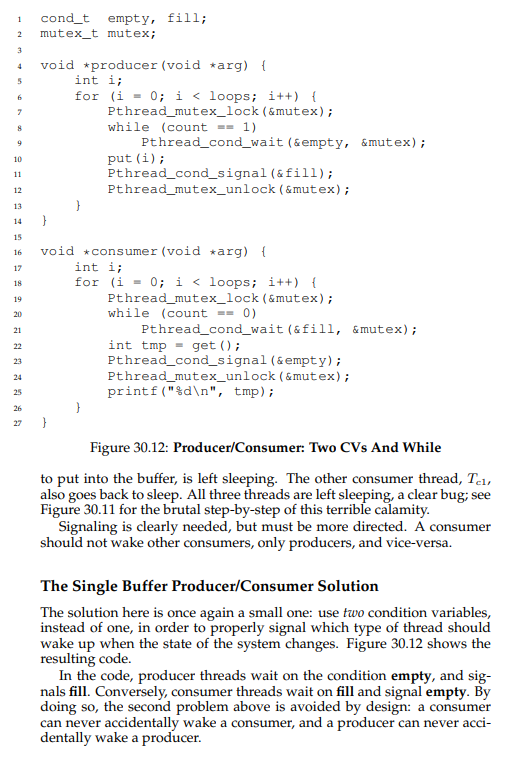 1 cond_t empty, fill;
2 mutex_t mutex;
3
4 void *producer(void *arg) {
5 int i;
6 for (i = 0; i < loops; i++) {
7 Pthread_mutex_lock(&mutex);
8 while (count == 1)
9 Pthread_cond_wait(&empty, &mutex);
10 put(i);
11 Pthread_cond_signal(&fill);
12 Pthread_mutex_unlock(&mutex);
13 }
14 }
15
16 void *consumer(void *arg) {
17 int i;
18 for (i = 0; i < loops; i++) {
19 Pthread_mutex_lock(&mutex);
20 while (count == 0)
21 Pthread_cond_wait(&fill, &mutex);
22 int tmp = get();
23 Pthread_cond_signal(&empty);
24 Pthread_mutex_unlock(&mutex);
25 printf("%d\n", tmp);
26 }
27 }
Figure 30.12: Producer/Consumer: Two CVs And While
to put into the buffer, is left sleeping. The other consumer thread, Tc1,
also goes back to sleep. All three threads are left sleeping, a clear bug; see
Figure 30.11 for the brutal step-by-step of this terrible calamity.
Signaling is clearly needed, but must be more directed. A consumer
should not wake other consumers, only producers, and vice-versa.
The Single Buffer Producer/Consumer Solution
The solution here is once again a small one: use two condition variables,
instead of one, in order to properly signal which type of thread should
wake up when the state of the system changes. Figure 30.12 shows the
resulting code.
In the code, producer threads wait on the condition empty, and sig-
nals fill. Conversely, consumer threads wait on fill and signal empty. By
doing so, the second problem above is avoided by design: a consumer
can never accidentally wake a consumer, and a producer can never acci-
dentally wake a producer.